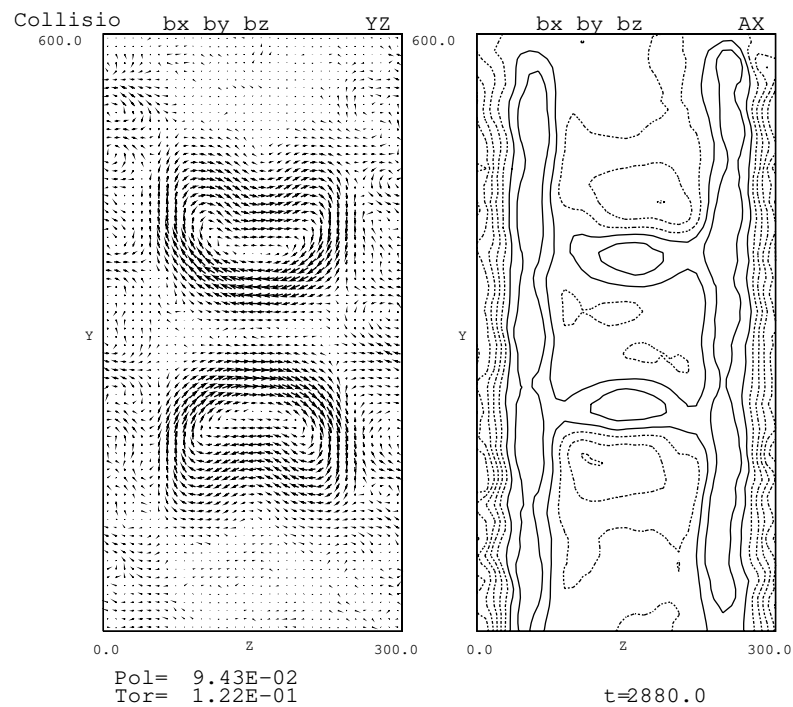 Collisio bx by bz YZ bx by bz AX
600.0 600.0
Y Y
0.0 Z 300.0 0.0 Z 300.0
Pol= 9.43E-02
Tor= 1.22E-01 t=2880.0